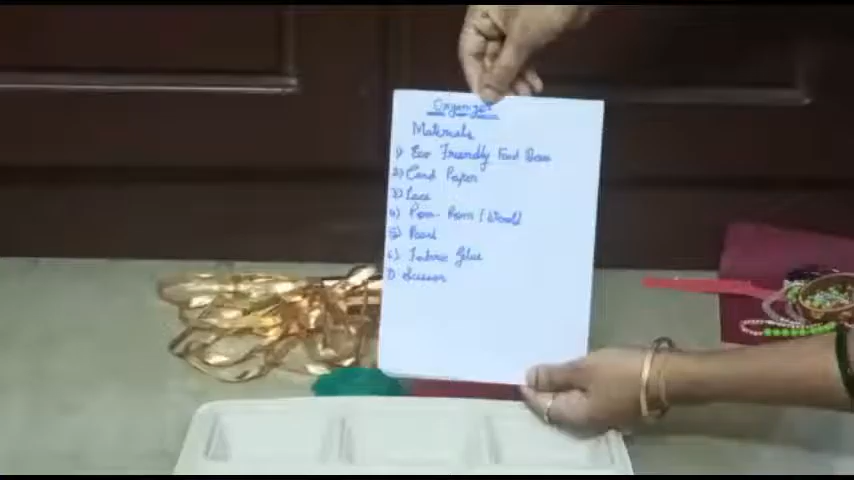 Organizer
Materials
1) Eco Friendly Food Box
2) Card Paper
3) Lace
4) Pom-Pom / Woold
5) Pearl
6) Fabric Glue
7) Scissor